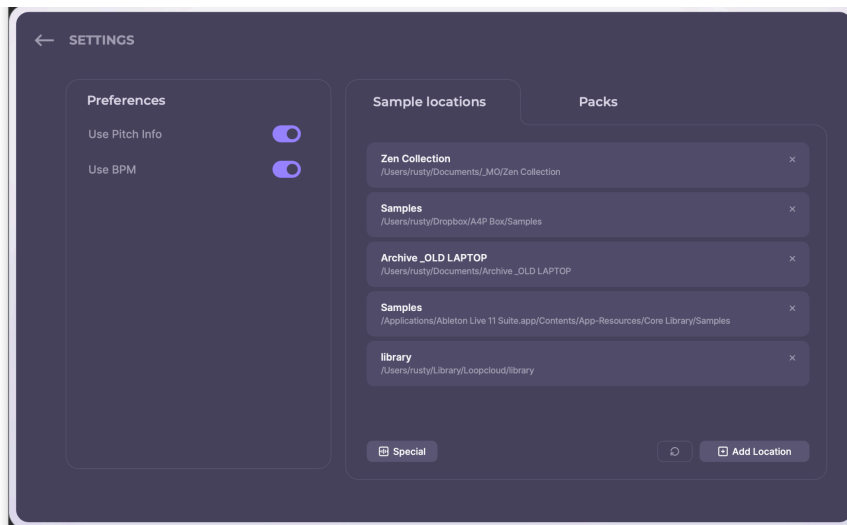 SETTINGS
Preferences
Use Pitch Info
Use BPM
Sample locations
Packs
Zen Collection
/Users/rusty/Documents/_MO/Zen Collection
Samples
/Users/rusty/Dropbox/A4P Box/Samples
Archive _OLD LAPTOP
/Users/rusty/Documents/Archive _OLD LAPTOP
Samples
/Applications/Ableton Live 11 Suite.app/Contents/App-Resources/Core Library/Samples
library
/Users/rusty/Library/Loopcloud/library
Special
Add Location